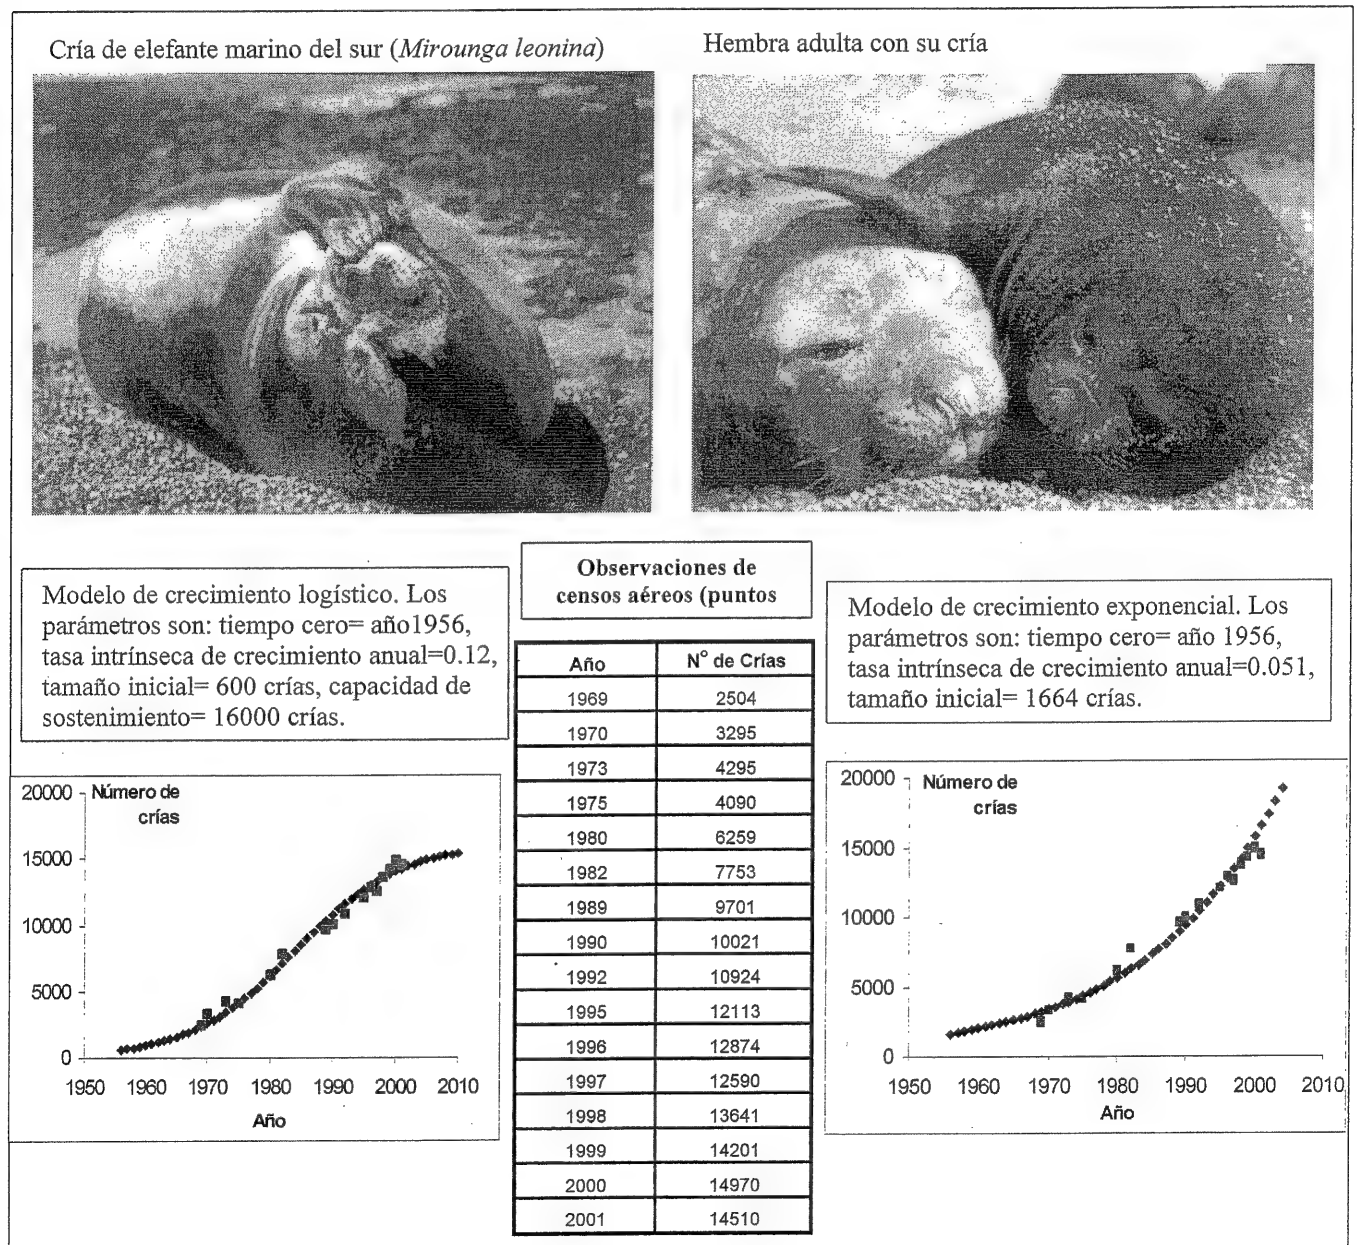 Cría de elefante marino del sur (Mirounga leonina)
Hembra adulta con su cría
Modelo de crecimiento logístico. Los
parámetros son: tiempo cero= año1956,
tasa intrínseca de crecimiento anual=0.12,
tamaño inicial= 600 crías, capacidad de
sostenimiento= 16000 crías.
Observaciones de
censos aéreos (puntos
Modelo de crecimiento exponencial. Los
parámetros son: tiempo cero= año 1956,
tasa intrínseca de crecimiento anual=0.051,
tamaño inicial= 1664 crías.
Año N° de Crías
1969 2504
1970 3295
1973 4295
1975 4090
1980 6259
1982 7753
1989 9701
1990 10021
1992 10924
1995 12113
1996 12874
1997 12590
1998 13641
1999 14201
2000 14970
2001 14510
Número de
crías
20000
15000
10000
5000
0
1950 1960 1970 1980 1990 2000 2010
Año
Número de
crías
20000
15000
10000
5000
0
1950 1960 1970 1980 1990 2000 2010
Año